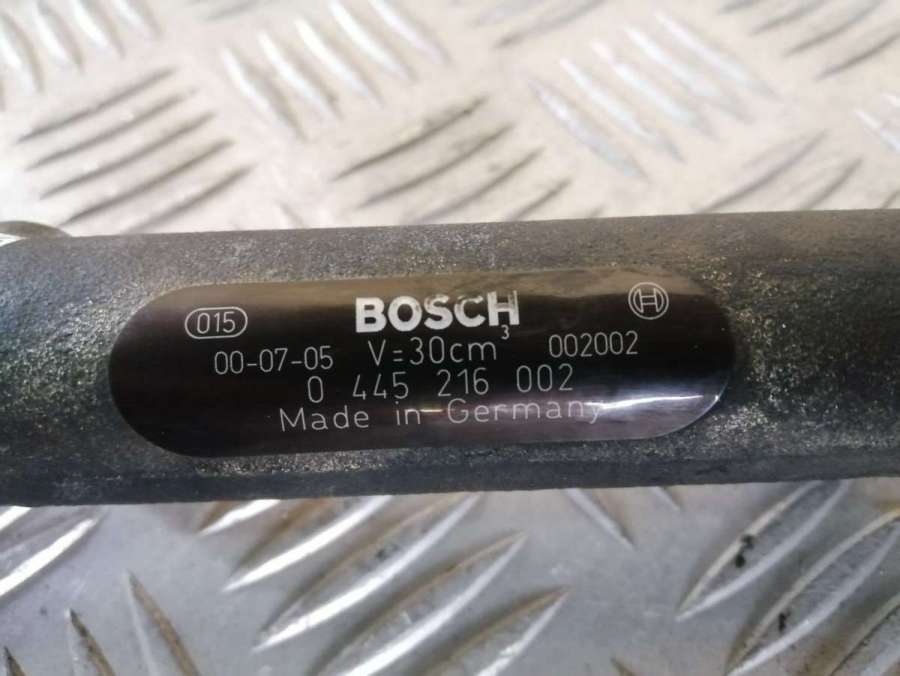 015 BOSCH
00-07-05 V=30cm³ 002002
0 445 216 002
Made in Germany